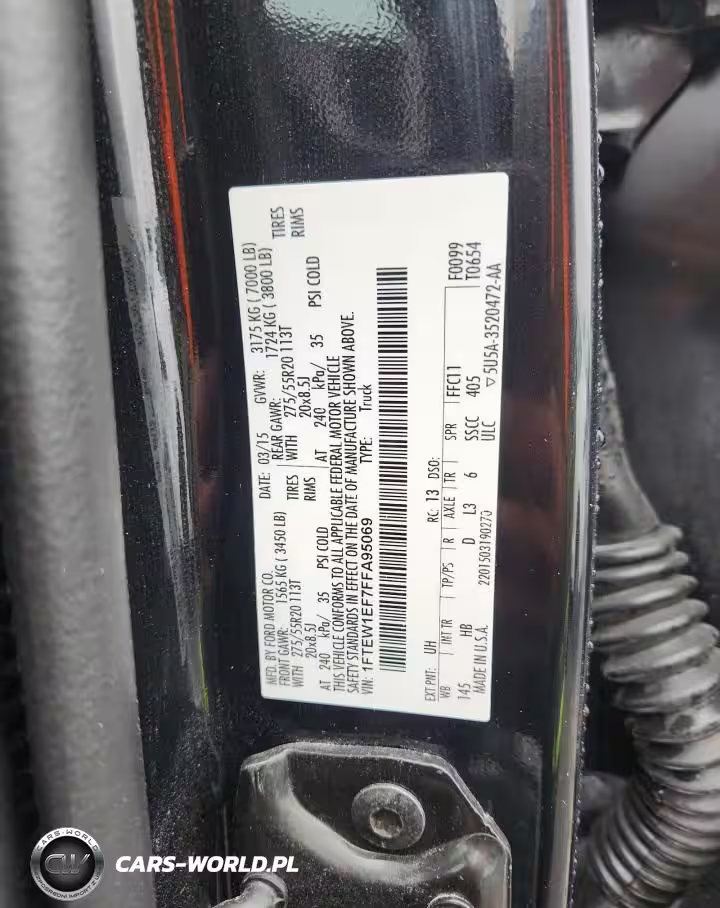 MFD. BY FORD MOTOR CO.
DATE: 03/15 GVWR: 3175 KG ( 7000 LB)
FRONT GAWR: 1565 KG ( 3450 LB) REAR GAWR: 1724 KG ( 3800 LB)
WITH 275/55R20 113T TIRES WITH 275/55R20 113T TIRES
20x8.5J RIMS 20x8.5J RIMS
AT 240 kPa/ 35 PSI COLD AT 240 kPa/ 35 PSI COLD
THIS VEHICLE CONFORMS TO ALL APPLICABLE FEDERAL MOTOR VEHICLE
SAFETY STANDARDS IN EFFECT ON THE DATE OF MANUFACTURE SHOWN ABOVE.
VIN: 1FTEW1EF7FFA95069 TYPE: Truck
EXT PNT: UH RC: 13 DSO: F0099
WB INT TR TP/PS R AXLE TR SPR FFC11 T0654
145 HB D L3 6 SSCC 405
MADE IN U.S.A. 2201503190270 ULC ▽5U5A-3520472-AA
CARS-WORLD
CW
CARS-WORLD.PL